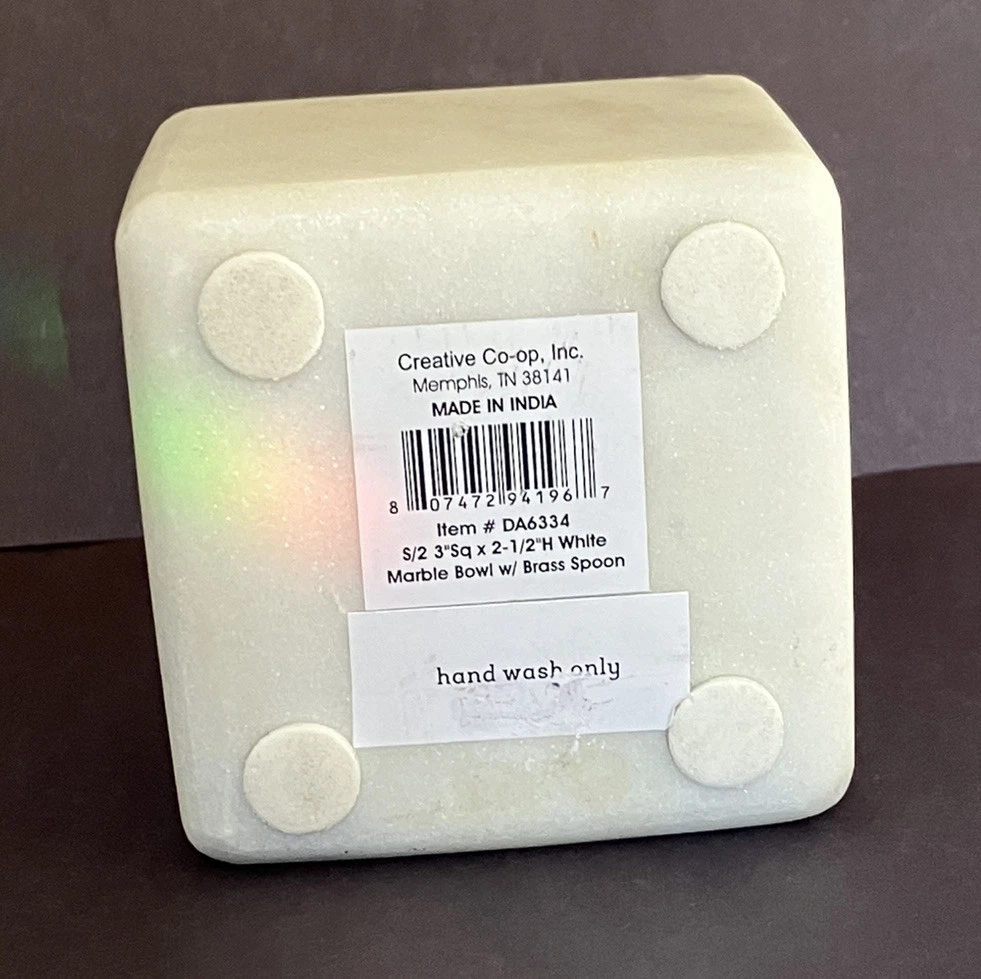 Creative Co-op, Inc.
Memphis, TN 38141
MADE IN INDIA
8 07472 94196 7
Item # DA6334
S/2 3"Sq x 2-1/2"H White
Marble Bowl w/ Brass Spoon
hand wash only